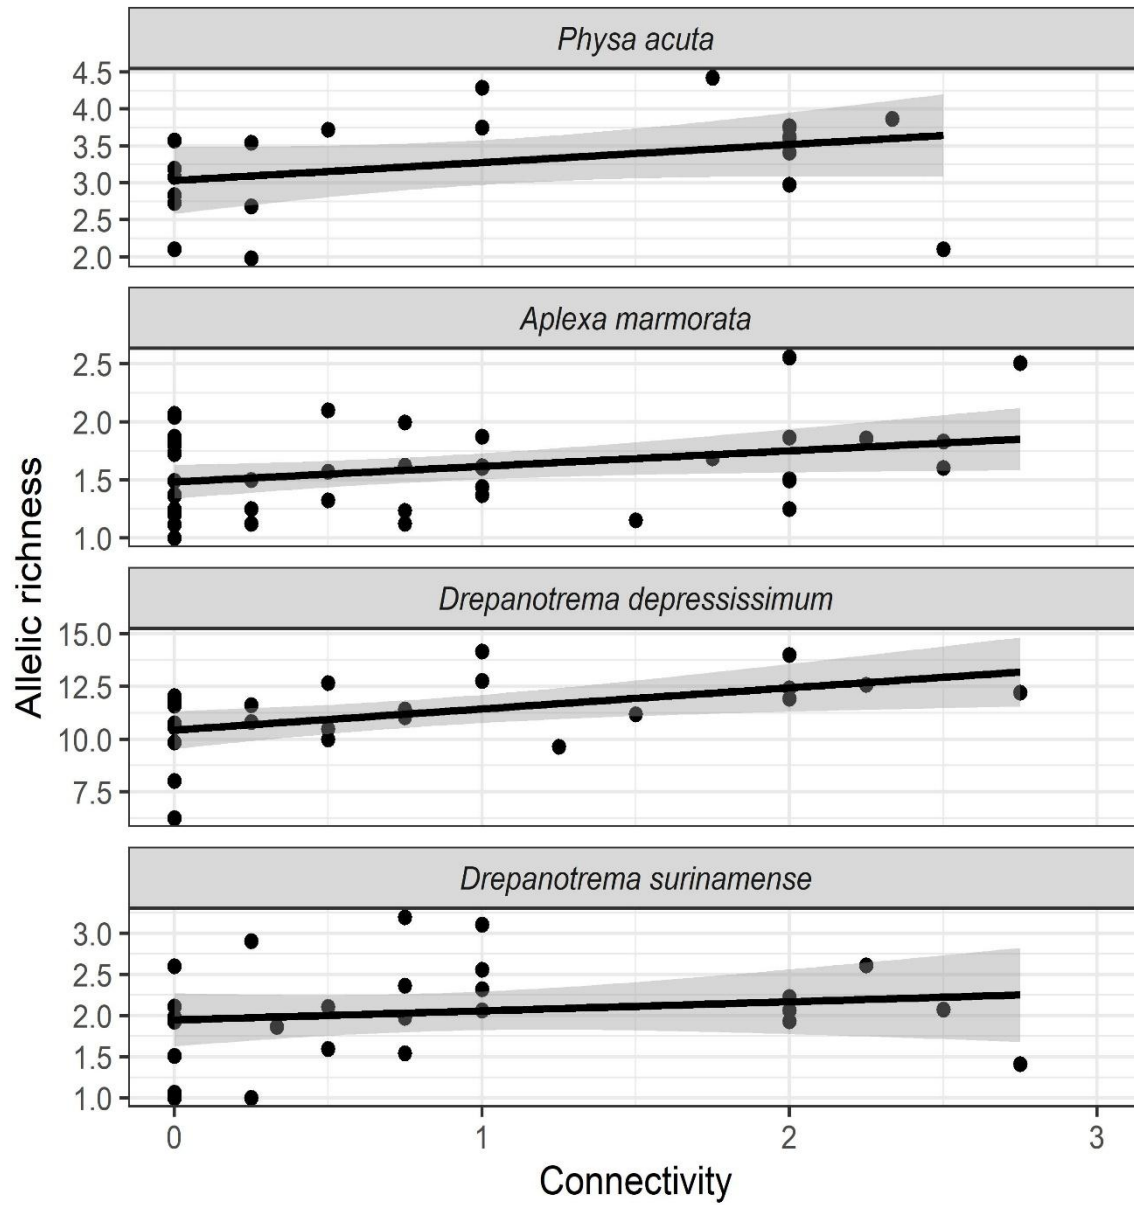 Physa acuta
4.5
4.0
3.5
3.0
2.5
2.0
Aplexa marmorata
2.5
2.0
1.5
1.0
Drepanotrema depressissimum
15.0
12.5
10.0
7.5
Drepanotrema surinamense
3.0
2.5
2.0
1.5
1.0
0 1 2 3
Connectivity
Allelic richness